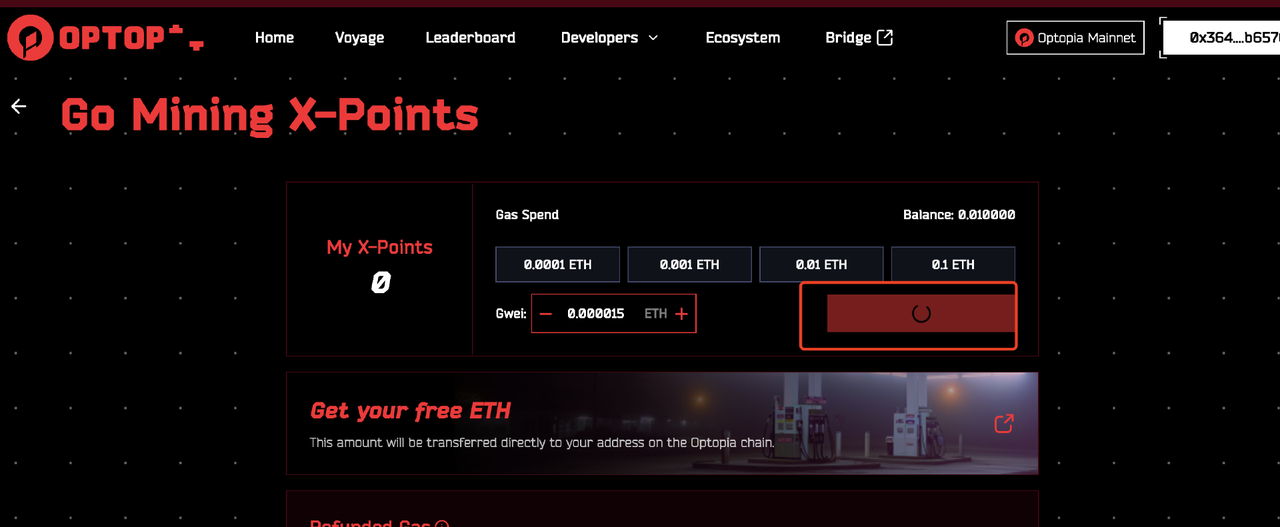 OPTOP
Home Voyage Leaderboard Developers Ecosystem Bridge Optopia Mainnet 0x364....b657
Go Mining X-Points
My X-Points
0
Gas Spend Balance: 0.010000
0.0001 ETH 0.001 ETH 0.01 ETH 0.1 ETH
Gwei: 0.000015 ETH
Get your free ETH
This amount will be transferred directly to your address on the Optopia chain.
Refunded Gas